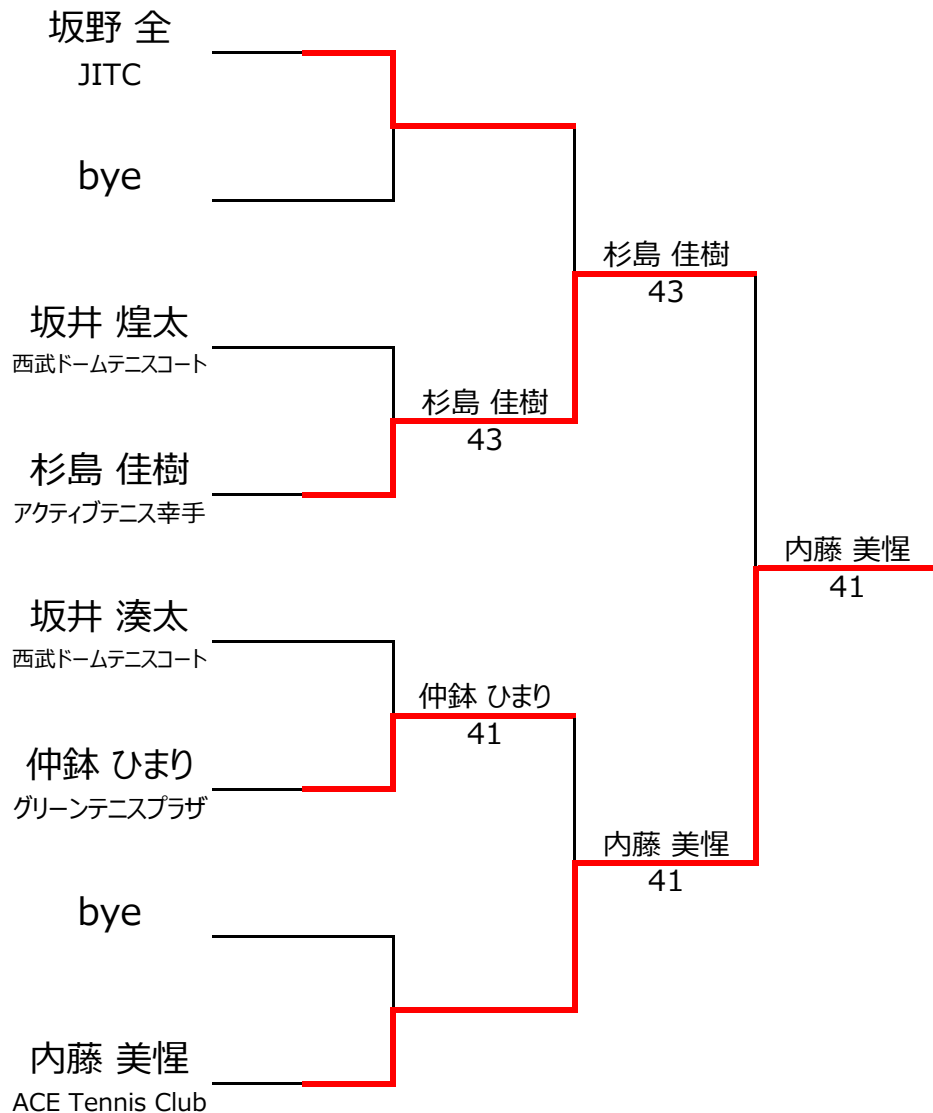 坂野 全
JITC
bye
杉島 佳樹
43
坂井 煌太
西武ドームテニスコート
杉島 佳樹
43
杉島 佳樹
アクティブテニス幸手
内藤 美惺
41
坂井 湊太
西武ドームテニスコート
仲鉢 ひまり
41
仲鉢 ひまり
グリーンテニスプラザ
内藤 美惺
41
bye
内藤 美惺
ACE Tennis Club